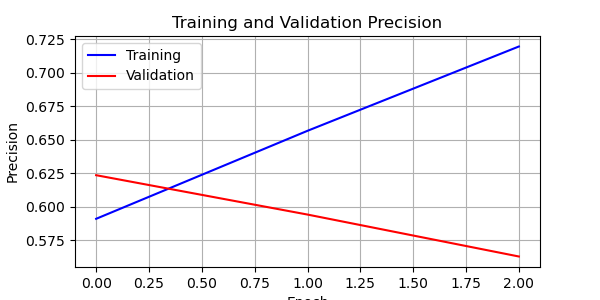 Training and Validation Precision
Training
Validation
Precision
0.725
0.700
0.675
0.650
0.625
0.600
0.575
0.00 0.25 0.50 0.75 1.00 1.25 1.50 1.75 2.00
Epoch